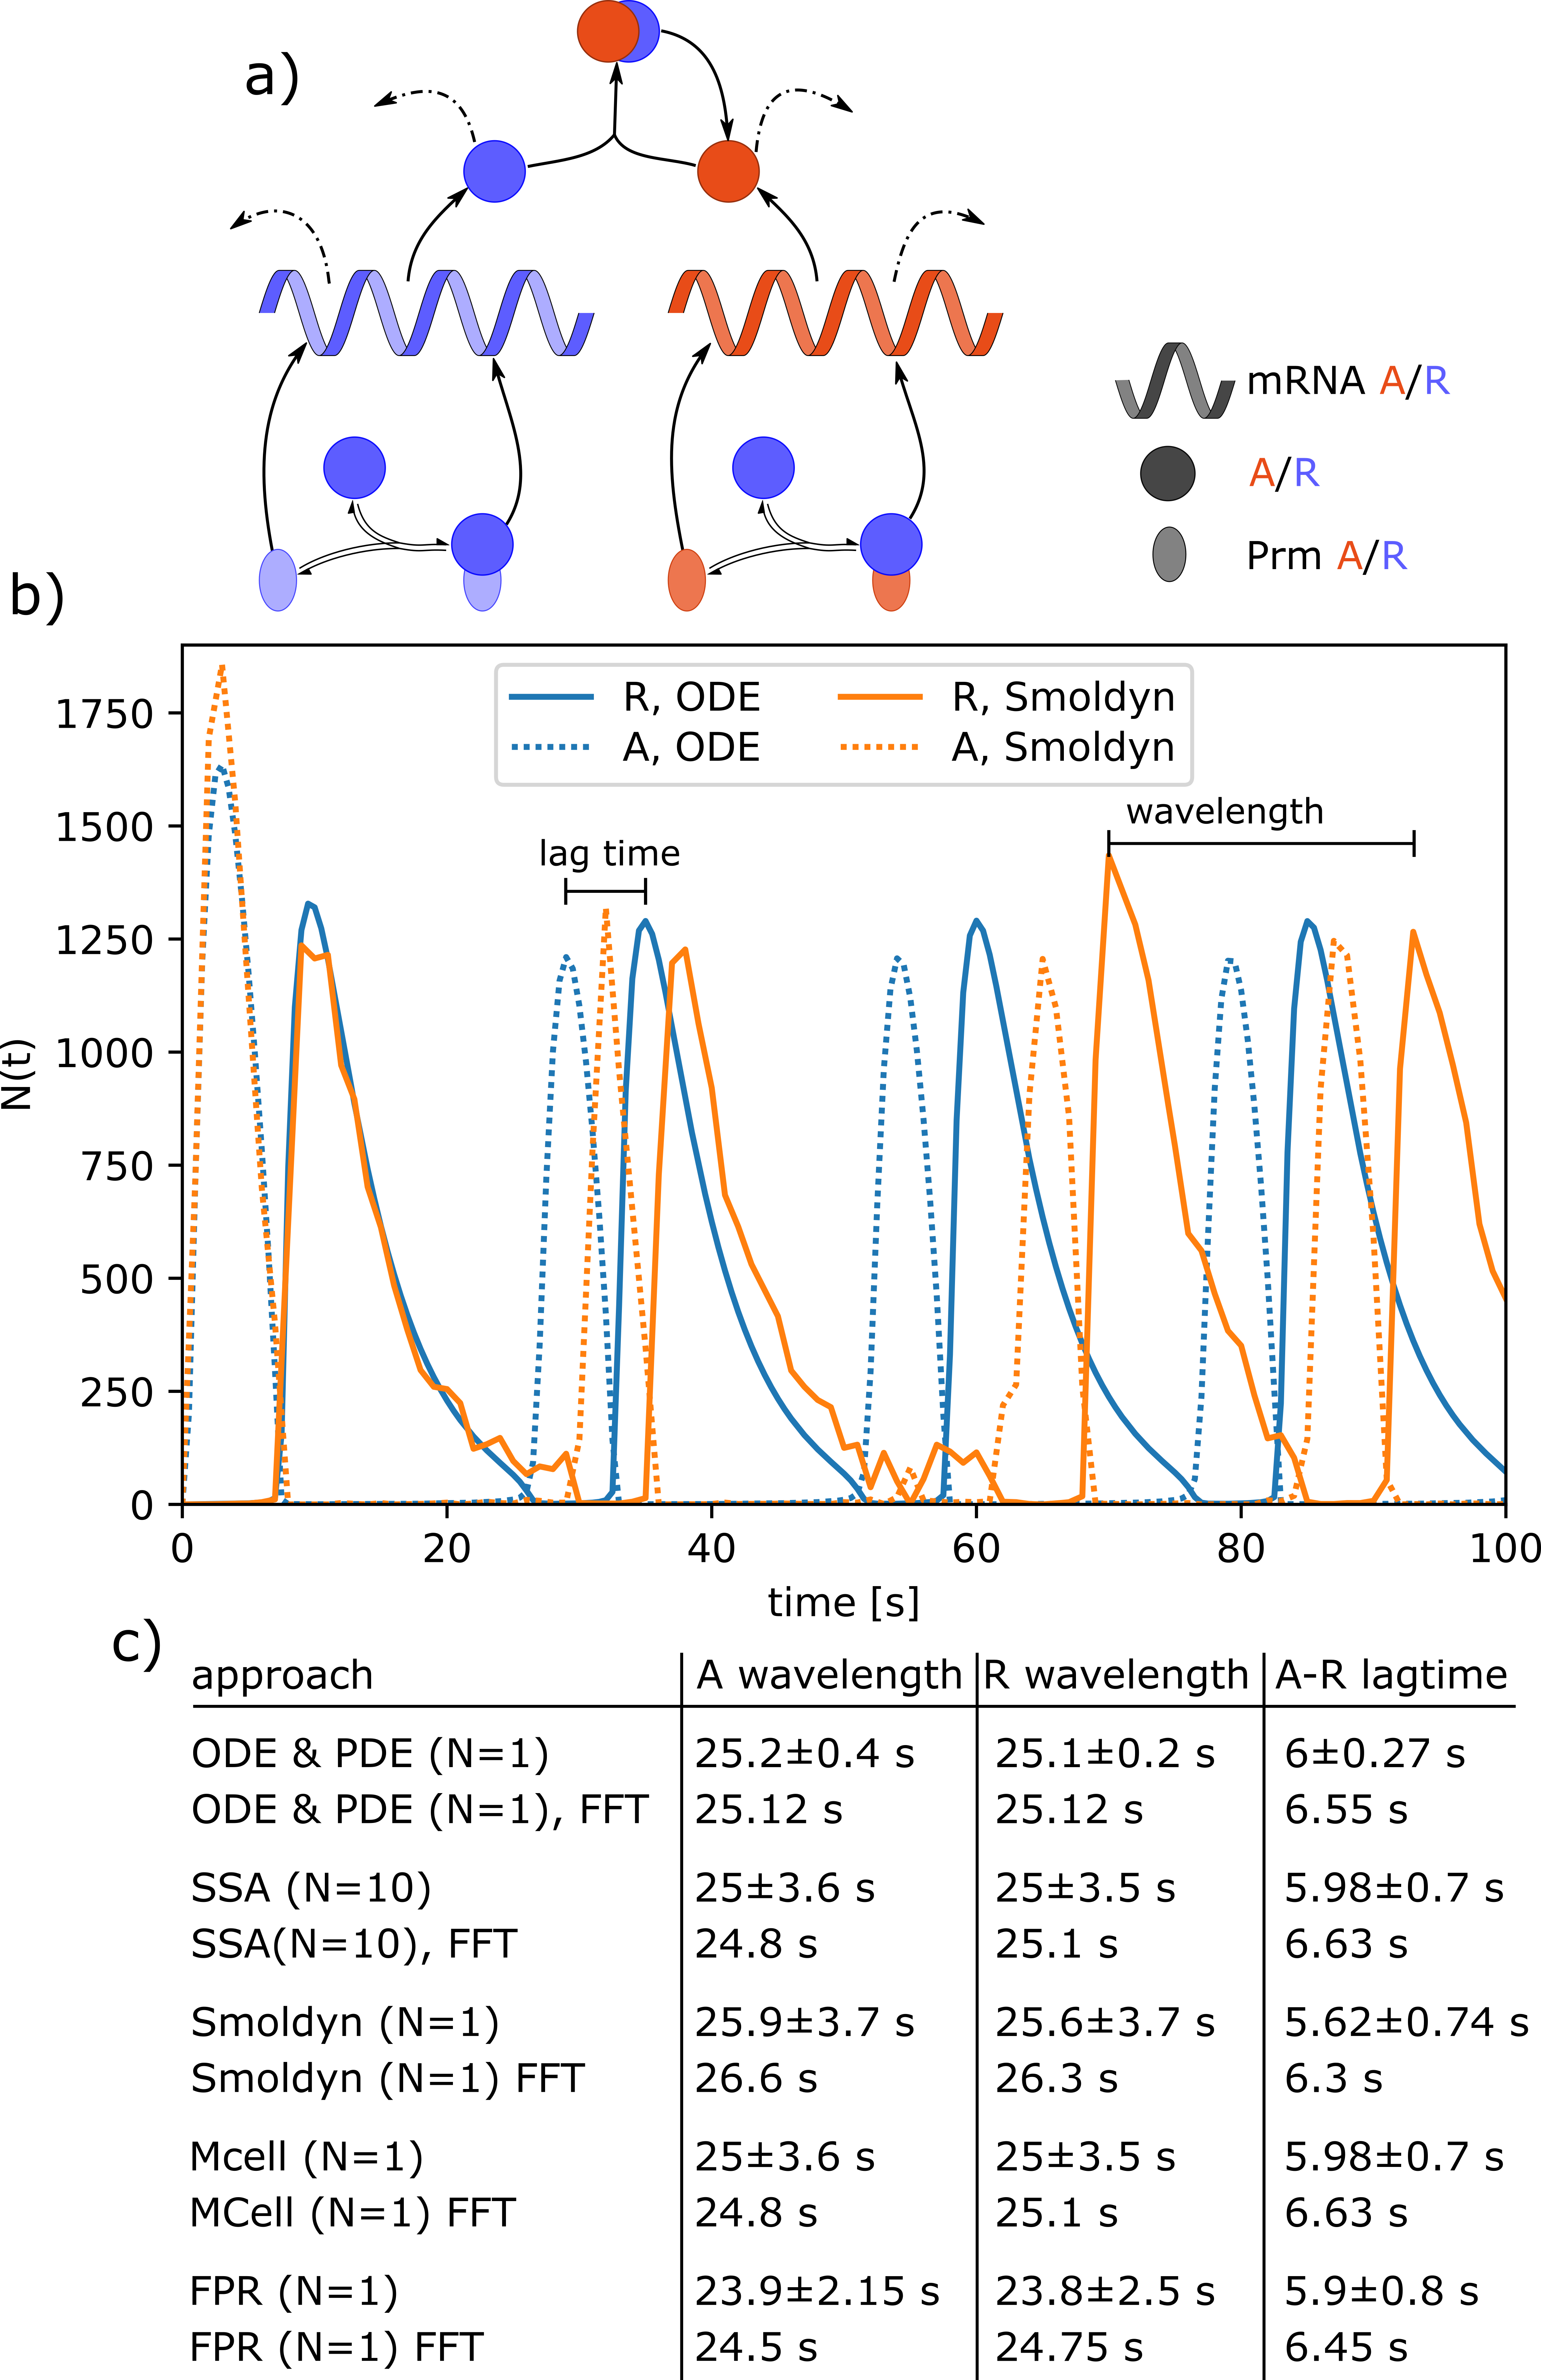 a)
mRNA A/R
A/R
Prm A/R
b)
R, ODE
R, Smoldyn
A, ODE
A, Smoldyn
wavelength
lag time
N(t)
1750
1500
1250
1000
750
500
250
0
0 20 40 60 80 100
time [s]
c)
approach A wavelength R wavelength A-R lagtime
ODE & PDE (N=1) 25.2±0.4 s 25.1±0.2 s 6±0.27 s
ODE & PDE (N=1), FFT 25.12 s 25.12 s 6.55 s
SSA (N=10) 25±3.6 s 25±3.5 s 5.98±0.7 s
SSA(N=10), FFT 24.8 s 25.1 s 6.63 s
Smoldyn (N=1) 25.9±3.7 s 25.6±3.7 s 5.62±0.74 s
Smoldyn (N=1) FFT 26.6 s 26.3 s 6.3 s
Mcell (N=1) 25±3.6 s 25±3.5 s 5.98±0.7 s
MCell (N=1) FFT 24.8 s 25.1 s 6.63 s
FPR (N=1) 23.9±2.15 s 23.8±2.5 s 5.9±0.8 s
FPR (N=1) FFT 24.5 s 24.75 s 6.45 s